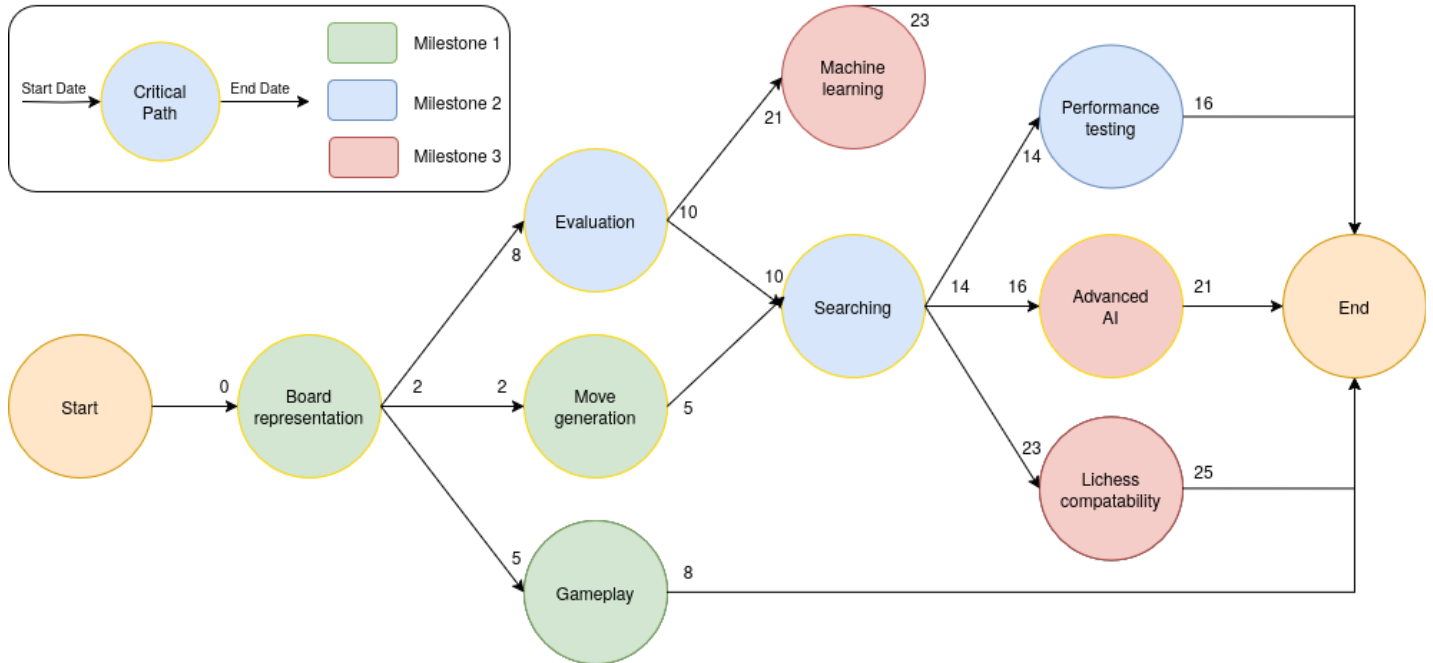 Start Date
Critical
Path
End Date
Milestone 1
Milestone 2
Milestone 3
Start
0
Board
representation
2
2
8
5
Evaluation
10
Move
generation
5
Gameplay
8
21
Machine
learning
23
10
Searching
14
14
16
23
Performance
testing
16
Advanced
AI
21
Lichess
compatability
25
End